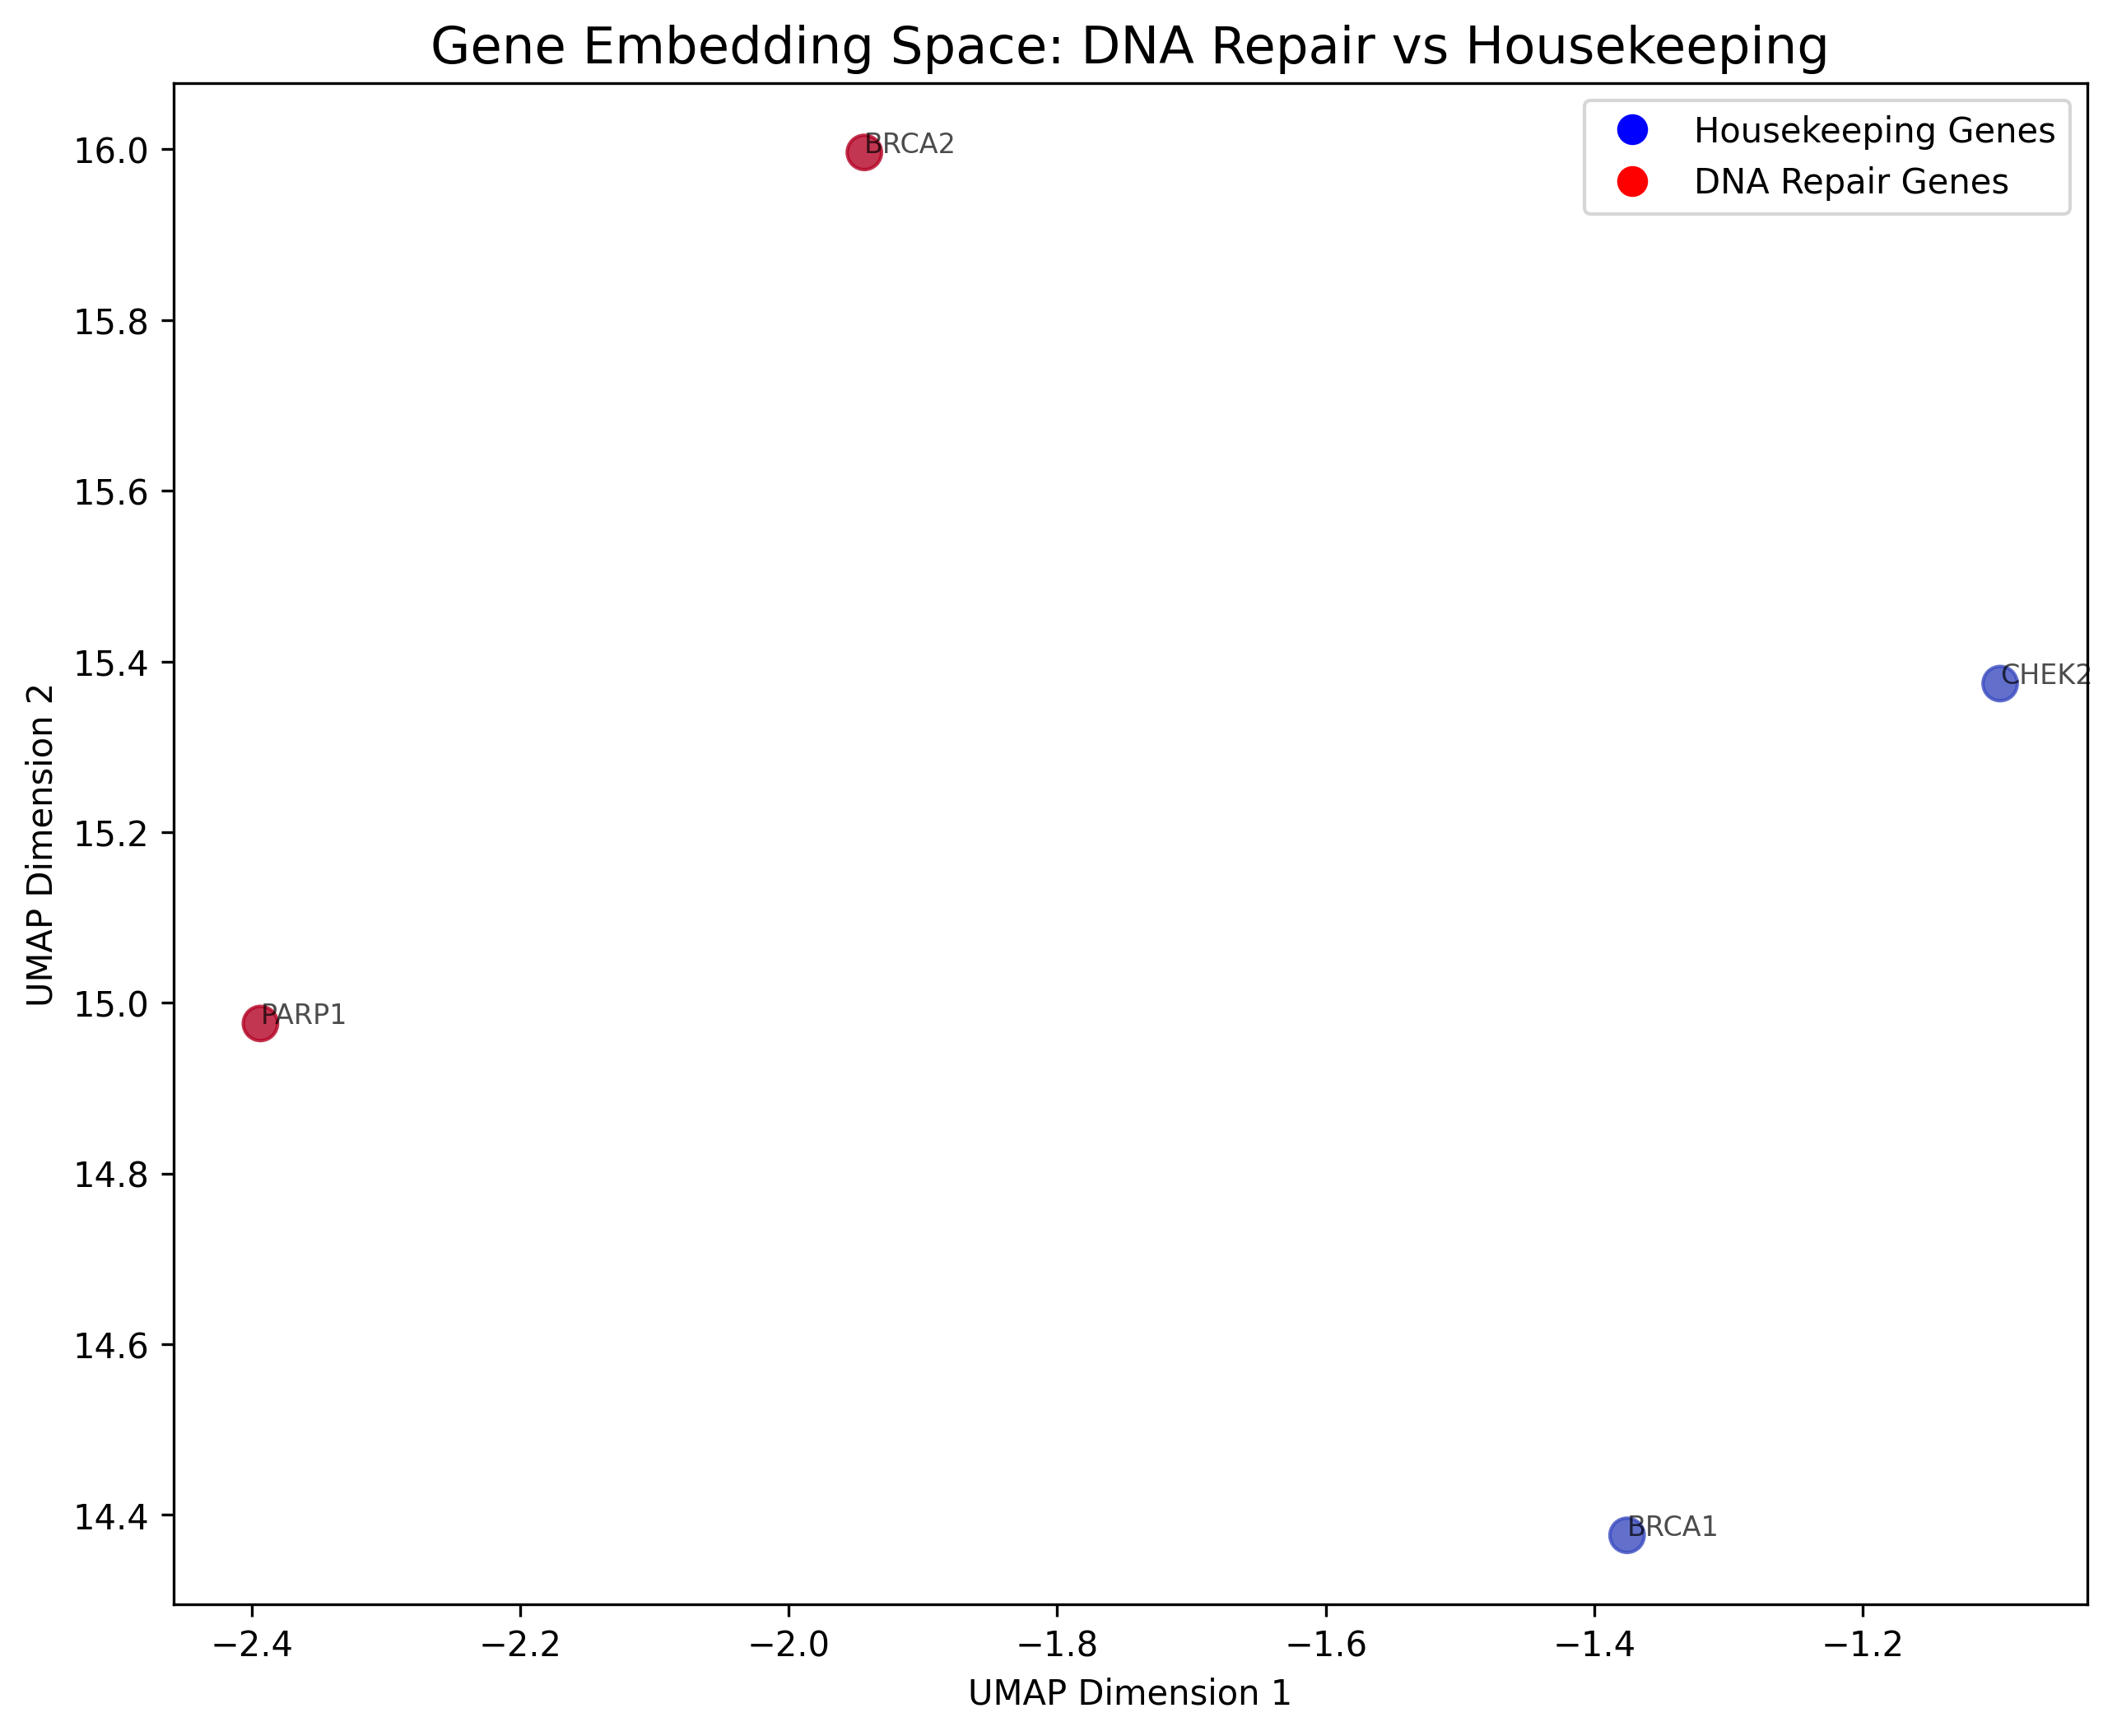 Gene Embedding Space: DNA Repair vs Housekeeping
Housekeeping Genes
DNA Repair Genes
BRCA2
CHEK2
PARP1
BRCA1
UMAP Dimension 2
16.0
15.8
15.6
15.4
15.2
15.0
14.8
14.6
14.4
−2.4 −2.2 −2.0 −1.8 −1.6 −1.4 −1.2
UMAP Dimension 1